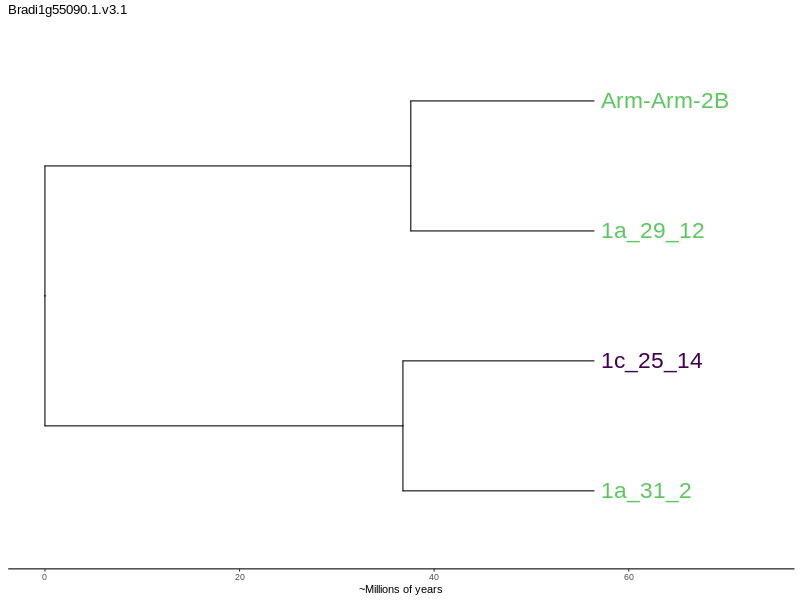 Bradi1g55090.1.v3.1
Arm-Arm-2B
1a_29_12
1c_25_14
1a_31_2
0 20 40 60
~Millions of years